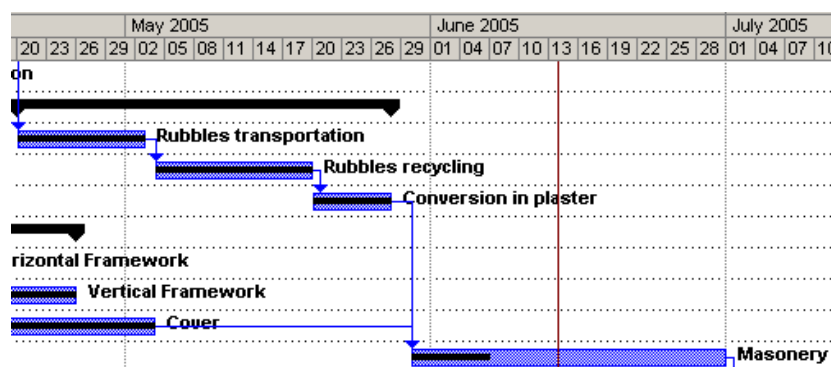 May 2005 June 2005 July 2005
20 23 26 29 02 05 08 11 14 17 20 23 26 29 01 04 07 10 13 16 19 22 25 28 01 04 07 10
on
Rubbles transportation
Rubbles recycling
Conversion in plaster
rizontal Framework
Vertical Framework
Cover
Masonery